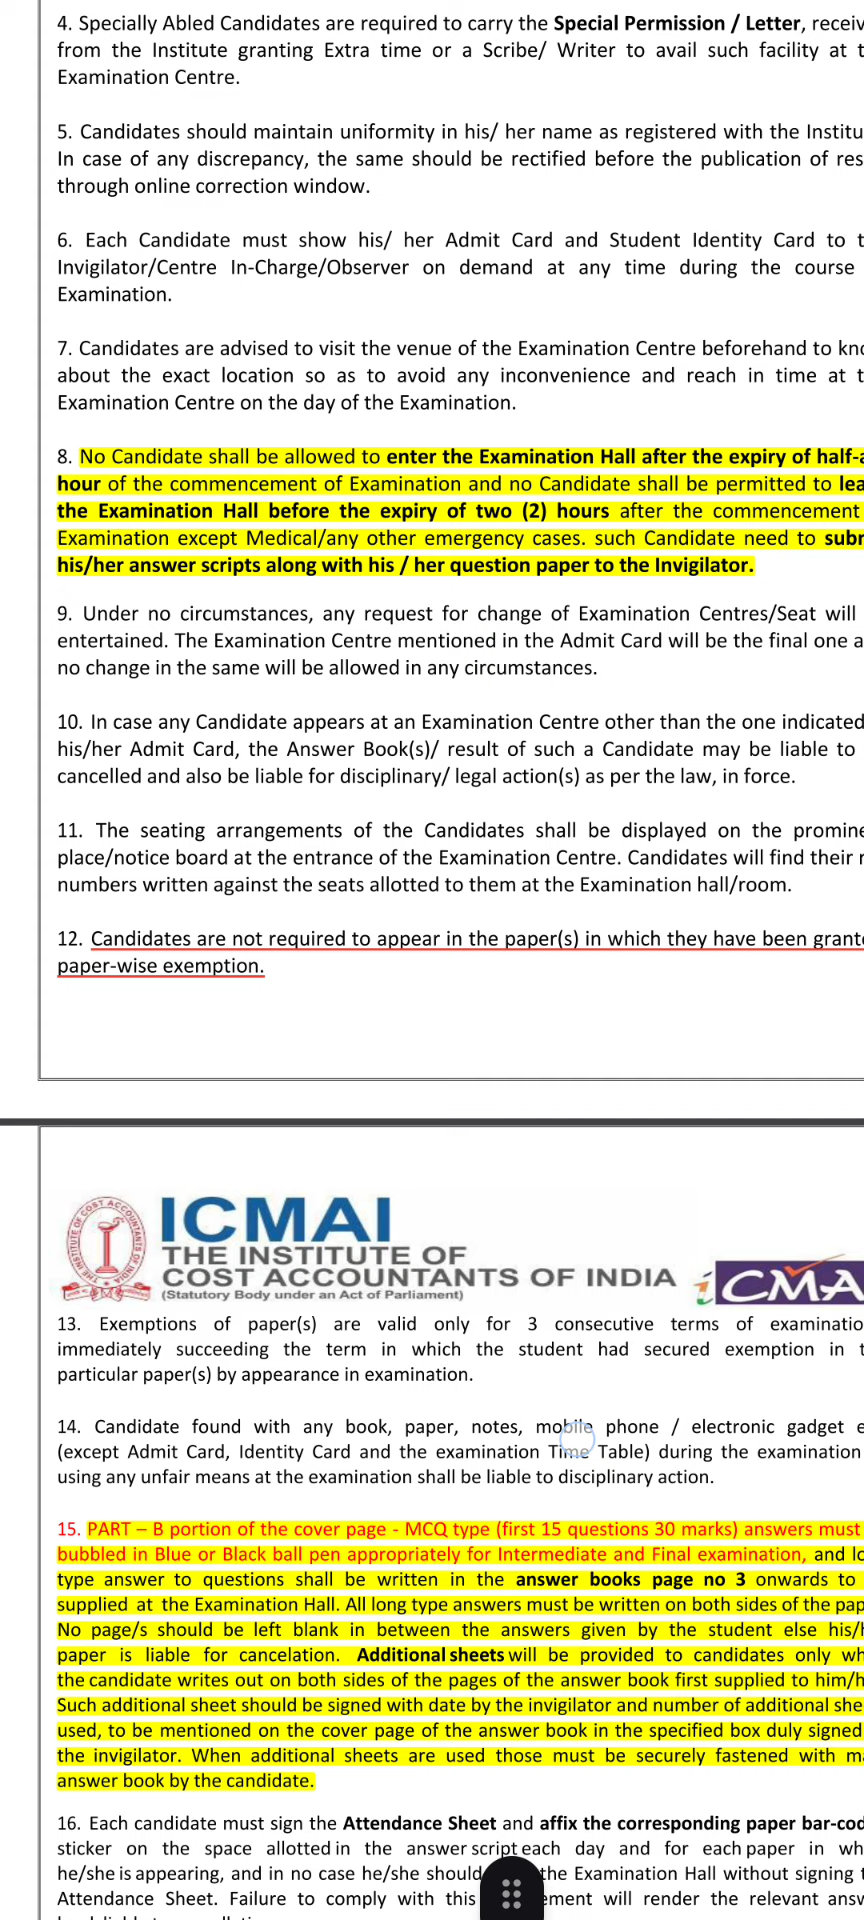 4. Specially Abled Candidates are required to carry the Special Permission / Letter, receiv
from the Institute granting Extra time or a Scribe/ Writer to avail such facility at t
Examination Centre.
5. Candidates should maintain uniformity in his/ her name as registered with the Institu
In case of any discrepancy, the same should be rectified before the publication of res
through online correction window.
6. Each Candidate must show his/ her Admit Card and Student Identity Card to t
Invigilator/Centre In-Charge/Observer on demand at any time during the course
Examination.
7. Candidates are advised to visit the venue of the Examination Centre beforehand to kno
about the exact location so as to avoid any inconvenience and reach in time at t
Examination Centre on the day of the Examination.
8. No Candidate shall be allowed to enter the Examination Hall after the expiry of half-a
hour of the commencement of Examination and no Candidate shall be permitted to lea
the Examination Hall before the expiry of two (2) hours after the commencement
Examination except Medical/any other emergency cases. such Candidate need to subm
his/her answer scripts along with his / her question paper to the Invigilator.
9. Under no circumstances, any request for change of Examination Centres/Seat will
entertained. The Examination Centre mentioned in the Admit Card will be the final one a
no change in the same will be allowed in any circumstances.
10. In case any Candidate appears at an Examination Centre other than the one indicated
his/her Admit Card, the Answer Book(s)/ result of such a Candidate may be liable to
cancelled and also be liable for disciplinary/ legal action(s) as per the law, in force.
11. The seating arrangements of the Candidates shall be displayed on the promine
place/notice board at the entrance of the Examination Centre. Candidates will find their r
numbers written against the seats allotted to them at the Examination hall/room.
12. Candidates are not required to appear in the paper(s) in which they have been grante
paper-wise exemption.
ICMAI
THE INSTITUTE OF
COST ACCOUNTANTS OF INDIA
(Statutory Body under an Act of Parliament)
iCMA
13. Exemptions of paper(s) are valid only for 3 consecutive terms of examinatio
immediately succeeding the term in which the student had secured exemption in t
particular paper(s) by appearance in examination.
14. Candidate found with any book, paper, notes, mobile phone / electronic gadget e
(except Admit Card, Identity Card and the examination Time Table) during the examination
using any unfair means at the examination shall be liable to disciplinary action.
15. PART – B portion of the cover page - MCQ type (first 15 questions 30 marks) answers must
bubbled in Blue or Black ball pen appropriately for Intermediate and Final examination, and lo
type answer to questions shall be written in the answer books page no 3 onwards to
supplied at the Examination Hall. All long type answers must be written on both sides of the pap
No page/s should be left blank in between the answers given by the student else his/h
paper is liable for cancelation. Additional sheets will be provided to candidates only wh
the candidate writes out on both sides of the pages of the answer book first supplied to him/h
Such additional sheet should be signed with date by the invigilator and number of additional she
used, to be mentioned on the cover page of the answer book in the specified box duly signed
the invigilator. When additional sheets are used those must be securely fastened with ma
answer book by the candidate.
16. Each candidate must sign the Attendance Sheet and affix the corresponding paper bar-cod
sticker on the space allotted in the answer script each day and for each paper in wh
he/she is appearing, and in no case he/she should the Examination Hall without signing t
Attendance Sheet. Failure to comply with this ement will render the relevant answ